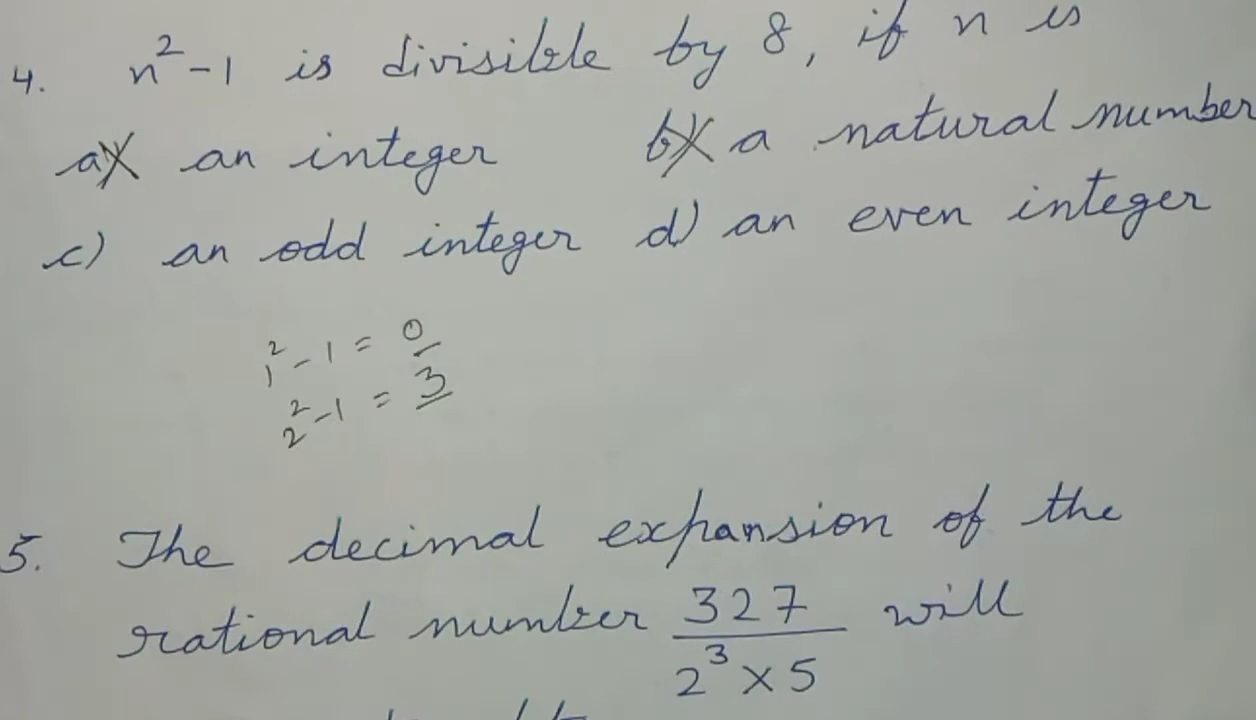 4. n² - 1 is divisible by 8, if n is
a) an integer b) a natural number
c) an odd integer d) an even integer
1² - 1 = 0
2² - 1 = 3
5. The decimal expansion of the
rational number 327 / 2³ × 5 will